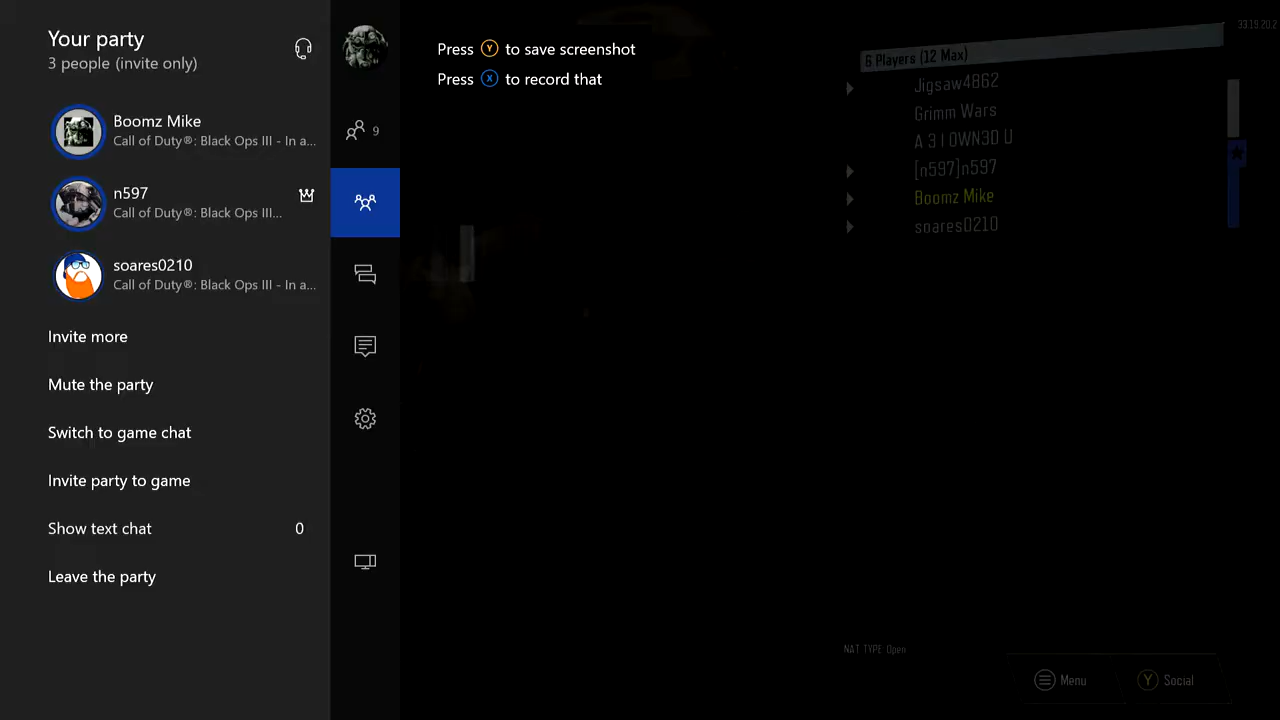 Your party
3 people (invite only)
Boomz Mike
Call of Duty®: Black Ops III - In a...
n597
Call of Duty®: Black Ops III...
soares0210
Call of Duty®: Black Ops III - In a...
Invite more
Mute the party
Switch to game chat
Invite party to game
Show text chat 0
Leave the party
9
Press Y to save screenshot
Press X to record that
6 Players (12 Max)
Jigsaw4862
Grimm Wars
A 3 I OWN3D U
[n597]n597
Boomz Mike
soares0210
NAT TYPE: Open
Menu
Y Social